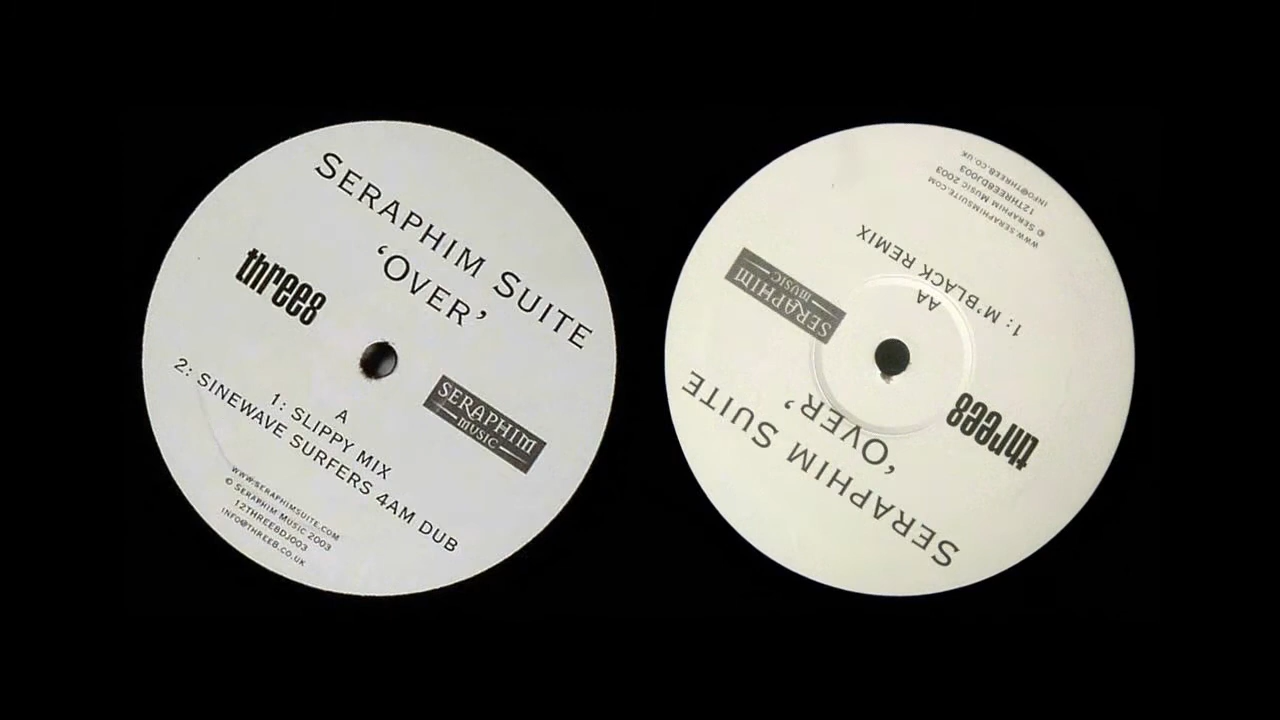 SERAPHIM SUITE
'OVER'
three8
SERAPHIM
MUSIC
A
1: SLIPPY MIX
2: SINEWAVE SURFERS 4AM DUB
WWW.SERAPHIMSUITE.COM
© SERAPHIM MUSIC 2003
12THREE8DJ003
INFO@THREE8.CO.UK
SERAPHIM SUITE
'OVER'
three8
SERAPHIM
MUSIC
AA
1: M'BLACK REMIX
WWW.SERAPHIMSUITE.COM
© SERAPHIM MUSIC 2003
12THREE8DJ003
INFO@THREE8.CO.UK